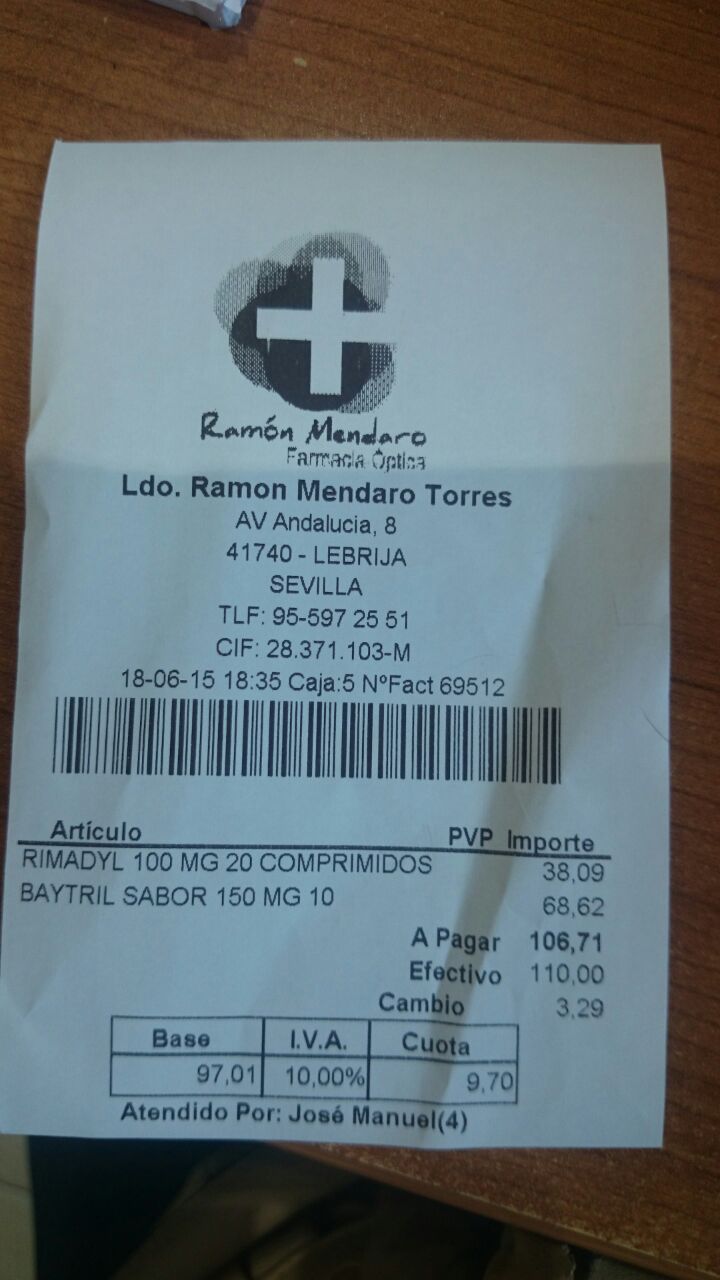 Ramón Mendaro
Farmacia Óptica
Ldo. Ramon Mendaro Torres
AV Andalucia, 8
41740 - LEBRIJA
SEVILLA
TLF: 95-597 25 51
CIF: 28.371.103-M
18-06-15 18:35 Caja:5 NºFact 69512
Artículo PVP Importe
RIMADYL 100 MG 20 COMPRIMIDOS 38,09
BAYTRIL SABOR 150 MG 10 68,62
A Pagar 106,71
Efectivo 110,00
Cambio 3,29
Base I.V.A. Cuota
97,01 10,00% 9,70
Atendido Por: José Manuel(4)